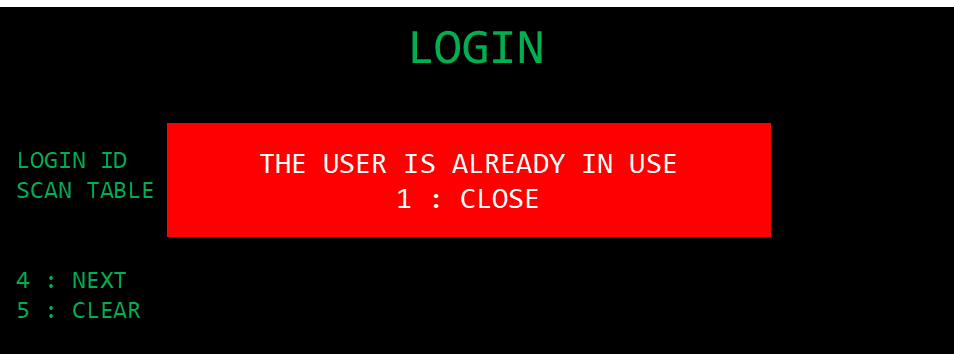 LOGIN
LOGIN ID
SCAN TABLE
THE USER IS ALREADY IN USE
1 : CLOSE
4 : NEXT
5 : CLEAR